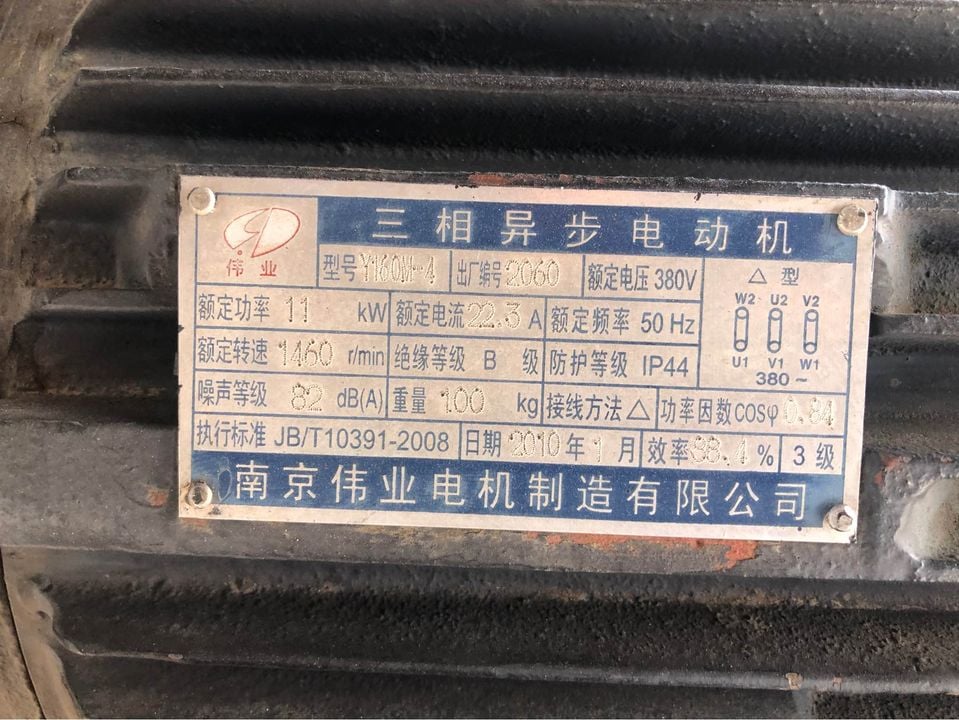 三相异步电动机
伟业
型号 Y160M-4 出厂编号 2060 额定电压 380V
△ 型
额定功率 11 kW 额定电流 22.3 A 额定频率 50 Hz
W2 U2 V2
额定转速 1460 r/min 绝缘等级 B 级 防护等级 IP44
U1 V1 W1
380~
噪声等级 82 dB(A) 重量 100 kg 接线方法 △ 功率因数COSφ 0.84
执行标准 JB/T10391-2008 日期 2010 年 1 月 效率 88.4 % 3 级
南京伟业电机制造有限公司